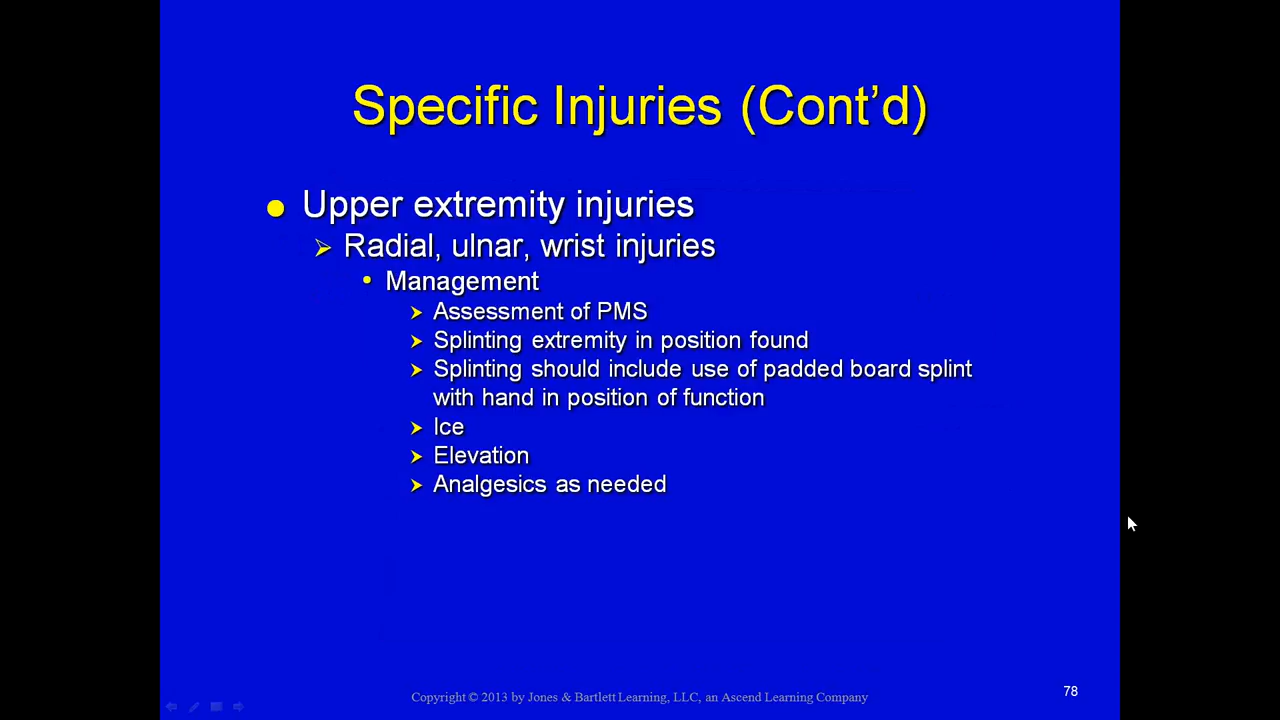 Specific Injuries (Cont’d)
Upper extremity injuries
Radial, ulnar, wrist injuries
Management
Assessment of PMS
Splinting extremity in position found
Splinting should include use of padded board splint
with hand in position of function
Ice
Elevation
Analgesics as needed
Copyright © 2013 by Jones & Bartlett Learning, LLC, an Ascend Learning Company
78